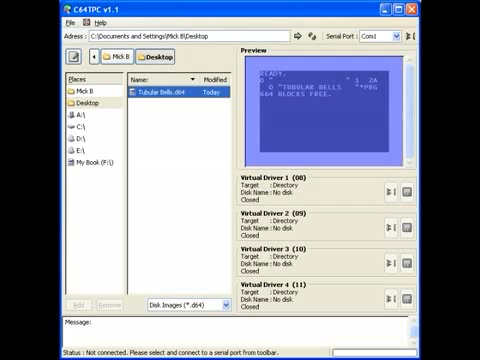 C64TPC v1.1
File Help
Adress : C:\Documents and Settings\Mick B\Desktop Serial Port : Com1
Mick B Desktop
Places
Mick B
Desktop
A:\
C:\
D:\
E:\
My Book (F:\)
Add Remove
Name: Modified
Tubular Bells.d64 Today
Disk Images (*.d64)
Preview
READY.
0 " " 1 2A
0 "TUBULAR BELLS "*PRG
664 BLOCKS FREE.
Virtual Driver 1 (08)
Target : Directory
Disk Name : No disk
Closed
Virtual Driver 2 (09)
Target : Directory
Disk Name : No disk
Closed
Virtual Driver 3 (10)
Target : Directory
Disk Name : No disk
Closed
Virtual Driver 4 (11)
Target : Directory
Disk Name : No disk
Closed
Message:
Status : Not connected. Please select and connect to a serial port from toolbar.